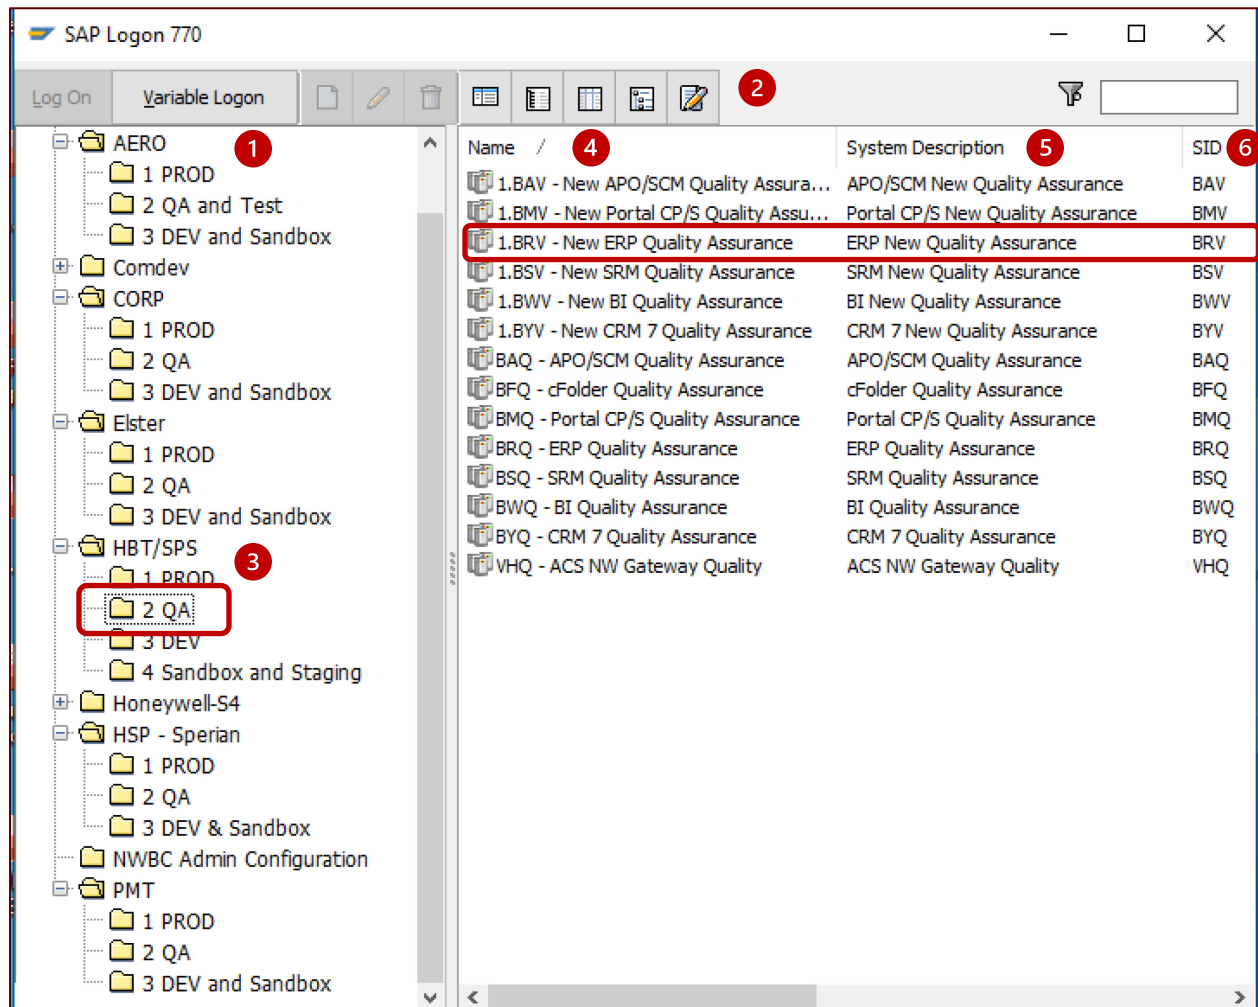 SAP Logon 770
Log On Variable Logon 2
AERO 1
1 PROD
2 QA and Test
3 DEV and Sandbox
Comdev
CORP
1 PROD
2 QA
3 DEV and Sandbox
Elster
1 PROD
2 QA
3 DEV and Sandbox
HBT/SPS
3
1 PROD
2 QA
3 DEV
4 Sandbox and Staging
Honeywell-S4
HSP - Sperian
1 PROD
2 QA
3 DEV & Sandbox
NWBC Admin Configuration
PMT
1 PROD
2 QA
3 DEV and Sandbox
Name / 4 System Description 5 SID 6
1.BAV - New APO/SCM Quality Assura... APO/SCM New Quality Assurance BAV
1.BMV - New Portal CP/S Quality Assu... Portal CP/S New Quality Assurance BMV
1.BRV - New ERP Quality Assurance ERP New Quality Assurance BRV
1.BSV - New SRM Quality Assurance SRM New Quality Assurance BSV
1.BWV - New BI Quality Assurance BI New Quality Assurance BWV
1.BYV - New CRM 7 Quality Assurance CRM 7 New Quality Assurance BYV
BAQ - APO/SCM Quality Assurance APO/SCM Quality Assurance BAQ
BFQ - cFolder Quality Assurance cFolder Quality Assurance BFQ
BMQ - Portal CP/S Quality Assurance Portal CP/S Quality Assurance BMQ
BRQ - ERP Quality Assurance ERP Quality Assurance BRQ
BSQ - SRM Quality Assurance SRM Quality Assurance BSQ
BWQ - BI Quality Assurance BI Quality Assurance BWQ
BYQ - CRM 7 Quality Assurance CRM 7 Quality Assurance BYQ
VHQ - ACS NW Gateway Quality ACS NW Gateway Quality VHQ